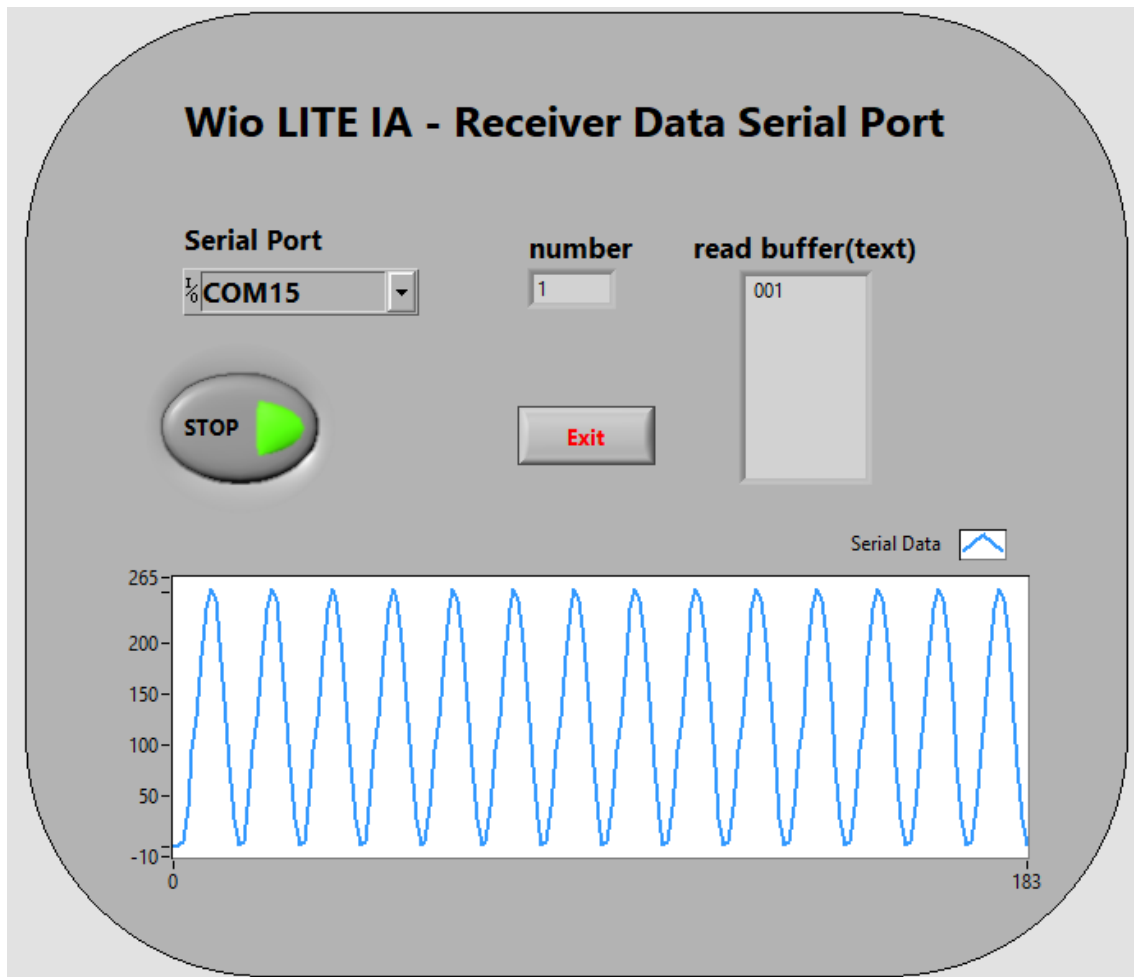 Wio LITE IA - Receiver Data Serial Port
Serial Port
number
read buffer(text)
I/O COM15
1
001
STOP
Exit
Serial Data
265
200
150
100
50
-10
0
183